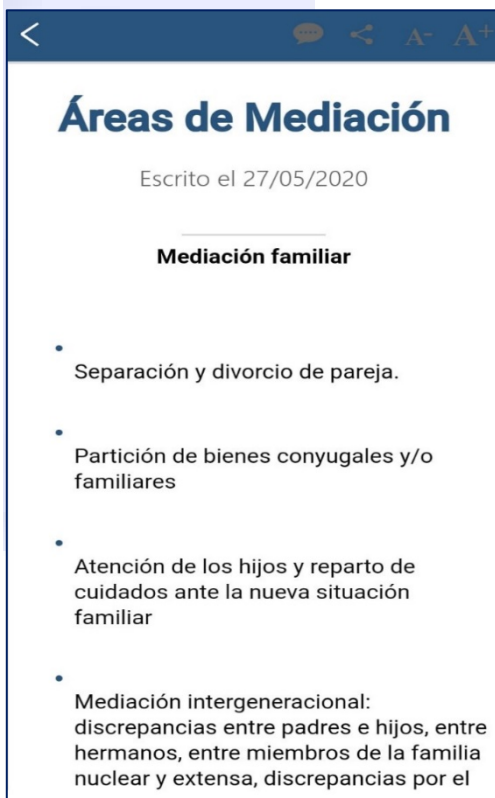 A- A+
Áreas de Mediación
Escrito el 27/05/2020
Mediación familiar
Separación y divorcio de pareja.
Partición de bienes conyugales y/o
familiares
Atención de los hijos y reparto de
cuidados ante la nueva situación
familiar
Mediación intergeneracional:
discrepancias entre padres e hijos, entre
hermanos, entre miembros de la familia
nuclear y extensa, discrepancias por el